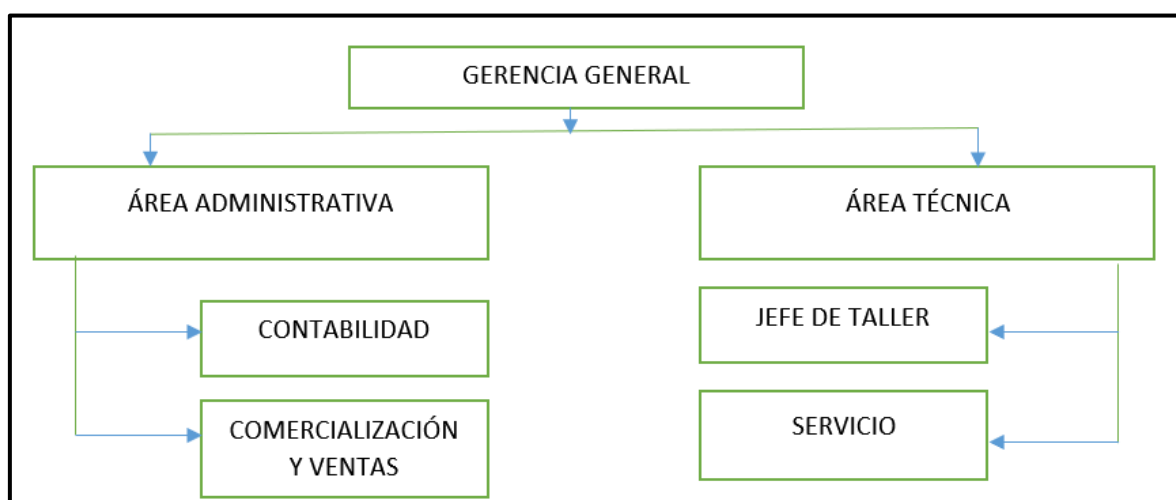 GERENCIA GENERAL
ÁREA ADMINISTRATIVA
ÁREA TÉCNICA
CONTABILIDAD
JEFE DE TALLER
COMERCIALIZACIÓN
Y VENTAS
SERVICIO